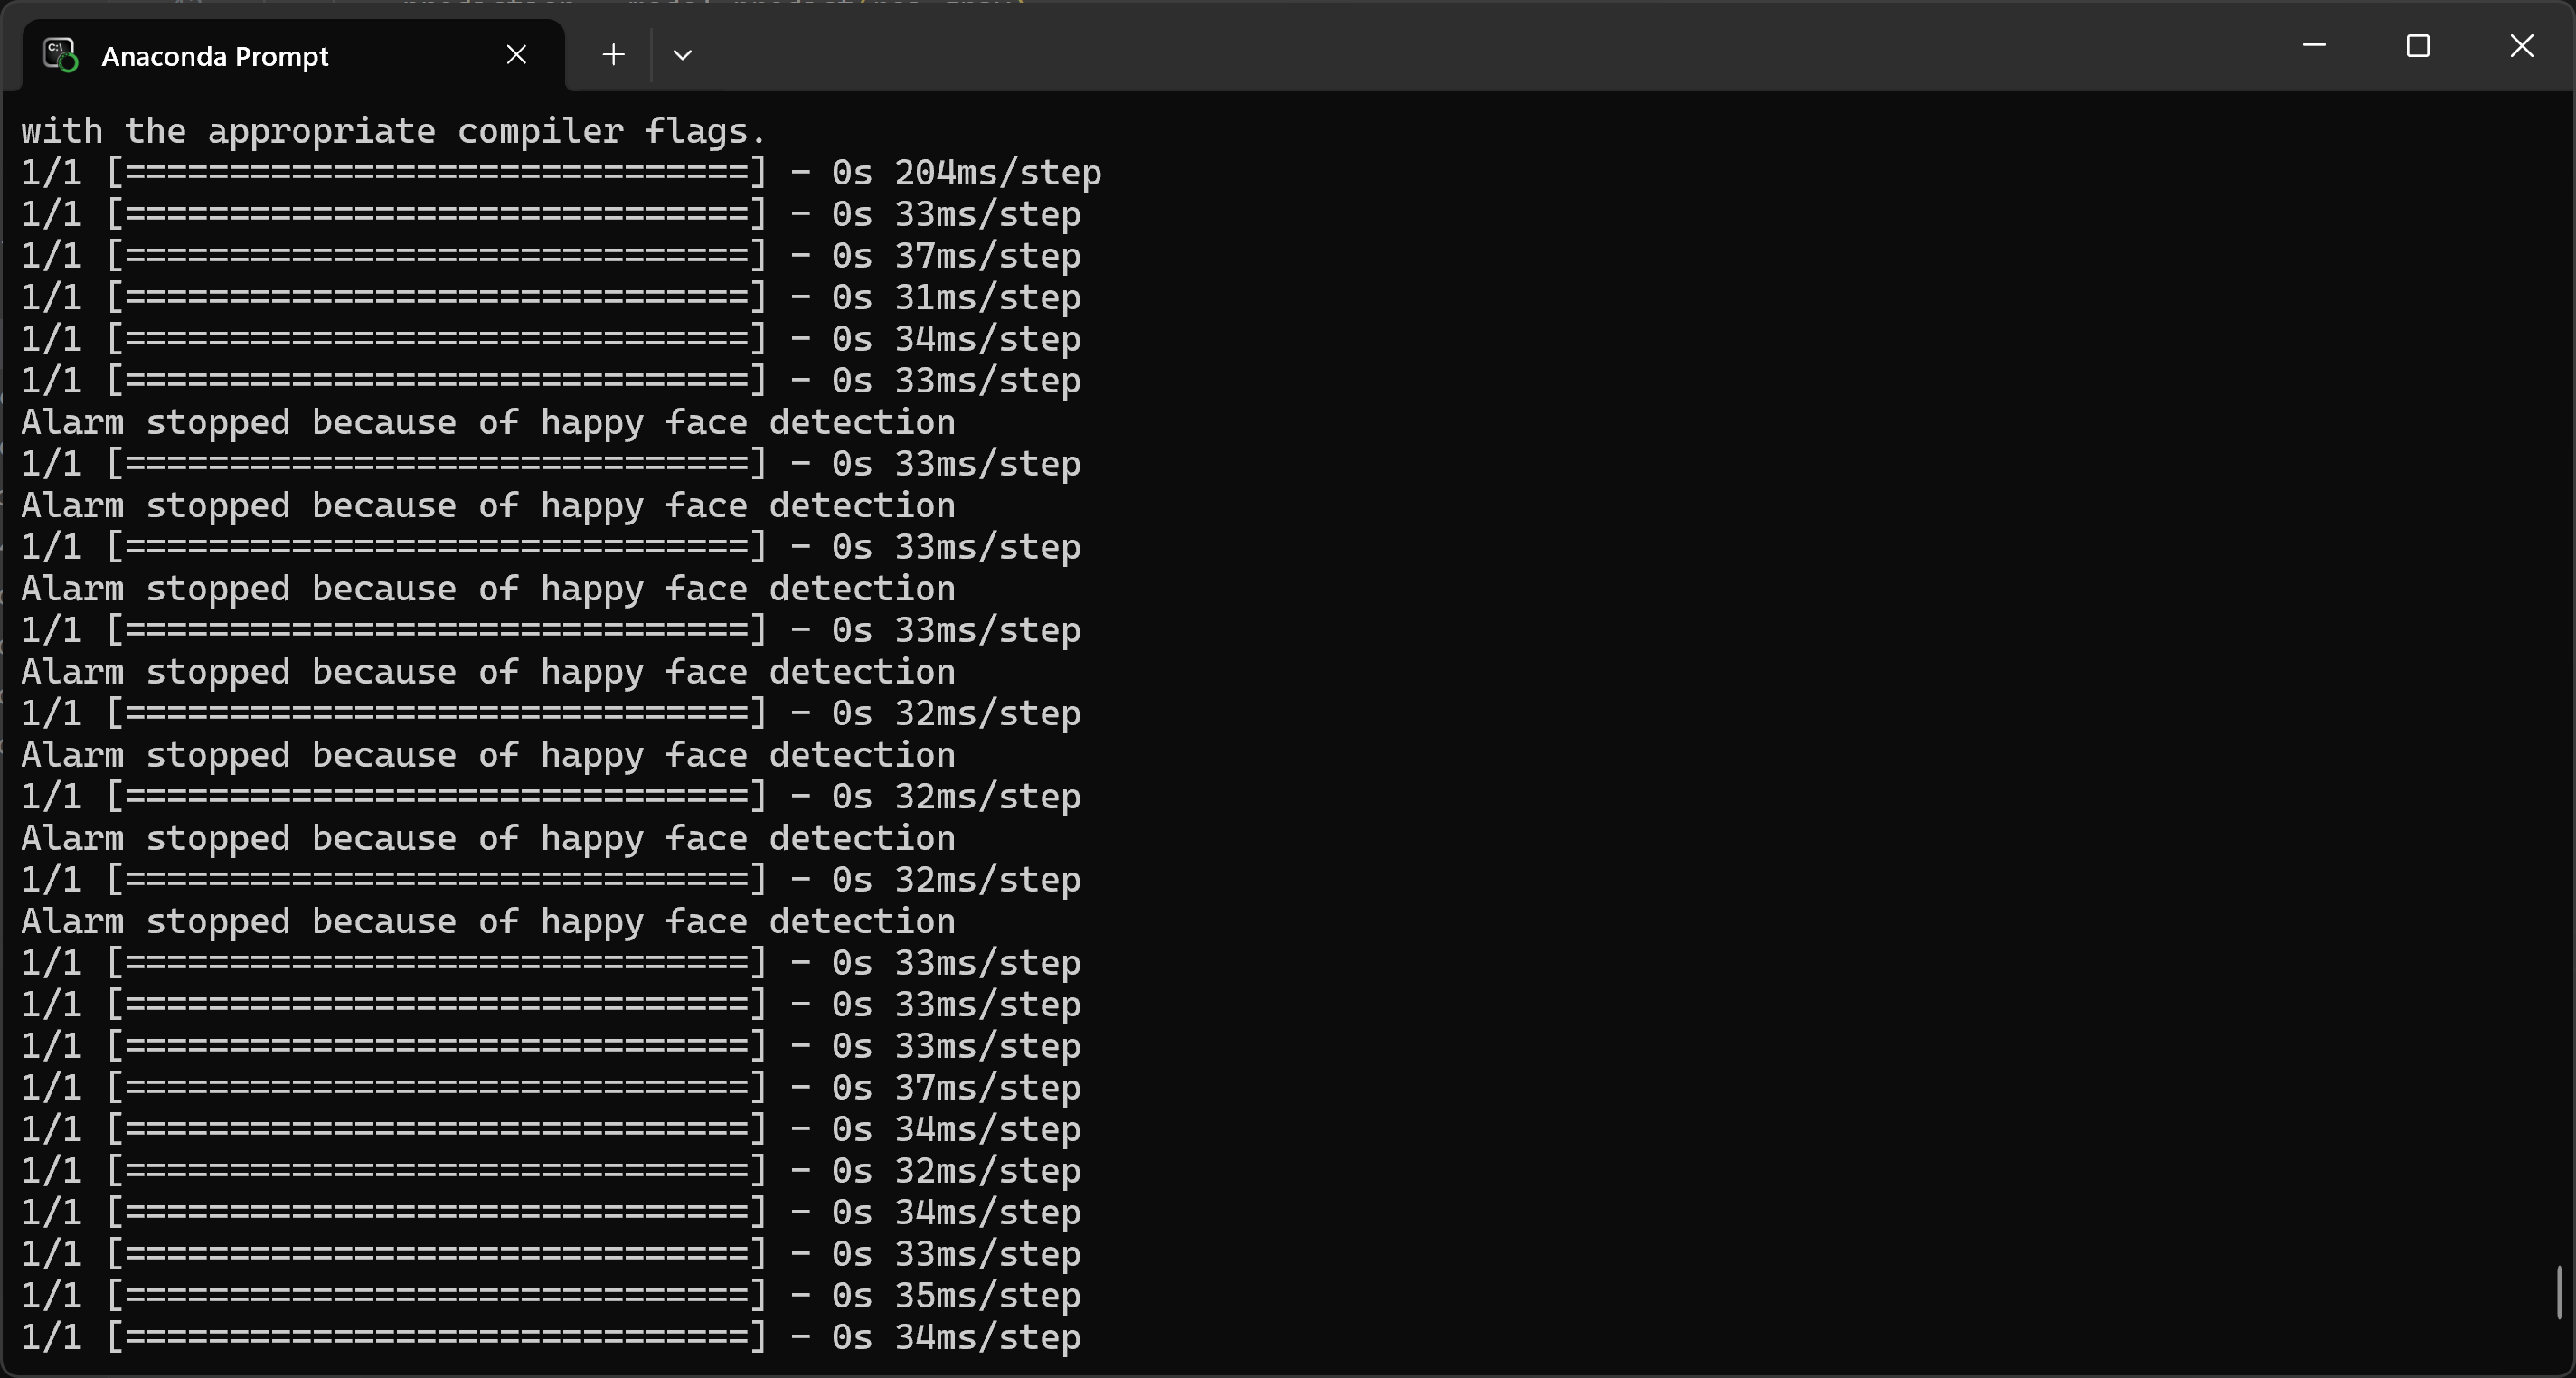 Anaconda Prompt
with the appropriate compiler flags.
1/1 [==============================] - 0s 204ms/step
1/1 [==============================] - 0s 33ms/step
1/1 [==============================] - 0s 37ms/step
1/1 [==============================] - 0s 31ms/step
1/1 [==============================] - 0s 34ms/step
1/1 [==============================] - 0s 33ms/step
Alarm stopped because of happy face detection
1/1 [==============================] - 0s 33ms/step
Alarm stopped because of happy face detection
1/1 [==============================] - 0s 33ms/step
Alarm stopped because of happy face detection
1/1 [==============================] - 0s 33ms/step
Alarm stopped because of happy face detection
1/1 [==============================] - 0s 32ms/step
Alarm stopped because of happy face detection
1/1 [==============================] - 0s 32ms/step
Alarm stopped because of happy face detection
1/1 [==============================] - 0s 32ms/step
Alarm stopped because of happy face detection
1/1 [==============================] - 0s 33ms/step
1/1 [==============================] - 0s 33ms/step
1/1 [==============================] - 0s 33ms/step
1/1 [==============================] - 0s 37ms/step
1/1 [==============================] - 0s 34ms/step
1/1 [==============================] - 0s 32ms/step
1/1 [==============================] - 0s 34ms/step
1/1 [==============================] - 0s 33ms/step
1/1 [==============================] - 0s 35ms/step
1/1 [==============================] - 0s 34ms/step